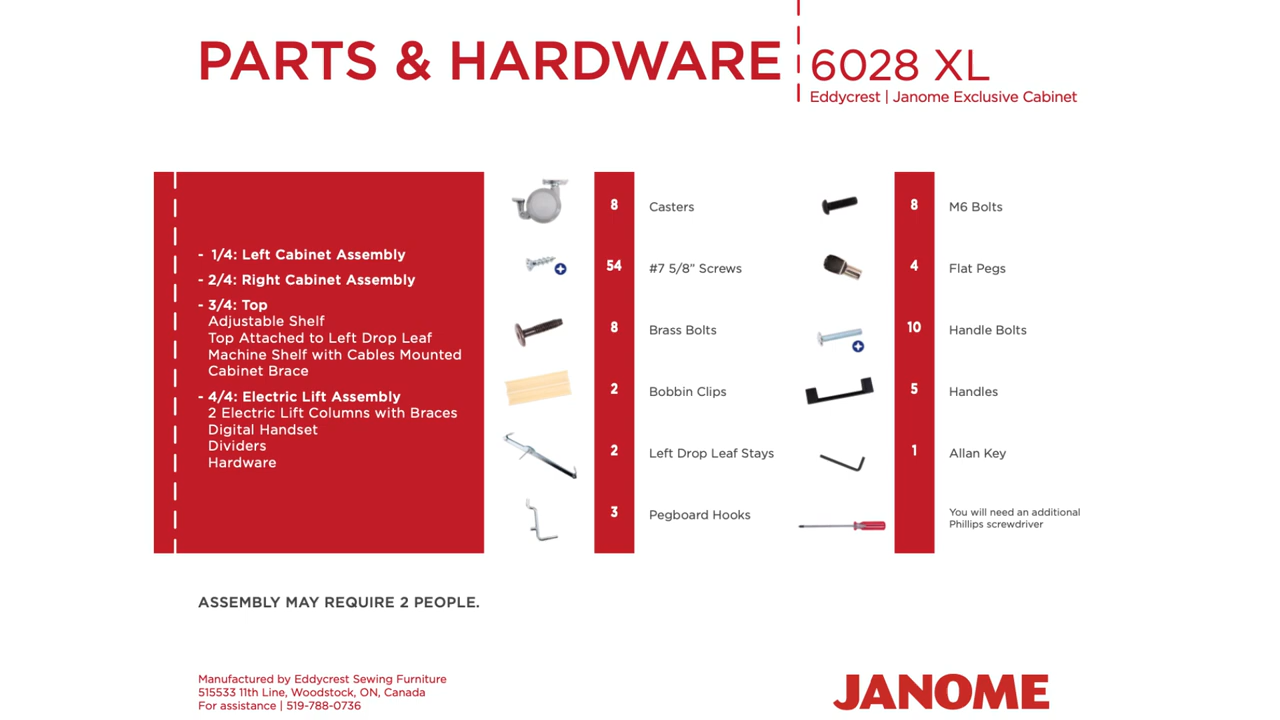 PARTS & HARDWARE
6028 XL
Eddycrest | Janome Exclusive Cabinet
- 1/4: Left Cabinet Assembly
- 2/4: Right Cabinet Assembly
- 3/4: Top
Adjustable Shelf
Top Attached to Left Drop Leaf
Machine Shelf with Cables Mounted
Cabinet Brace
- 4/4: Electric Lift Assembly
2 Electric Lift Columns with Braces
Digital Handset
Dividers
Hardware
8 Casters
54 #7 5/8" Screws
8 Brass Bolts
2 Bobbin Clips
2 Left Drop Leaf Stays
3 Pegboard Hooks
8 M6 Bolts
4 Flat Pegs
10 Handle Bolts
5 Handles
1 Allan Key
You will need an additional
Phillips screwdriver
ASSEMBLY MAY REQUIRE 2 PEOPLE.
Manufactured by Eddycrest Sewing Furniture
515533 11th Line, Woodstock, ON, Canada
For assistance | 519-788-0736
JANOME